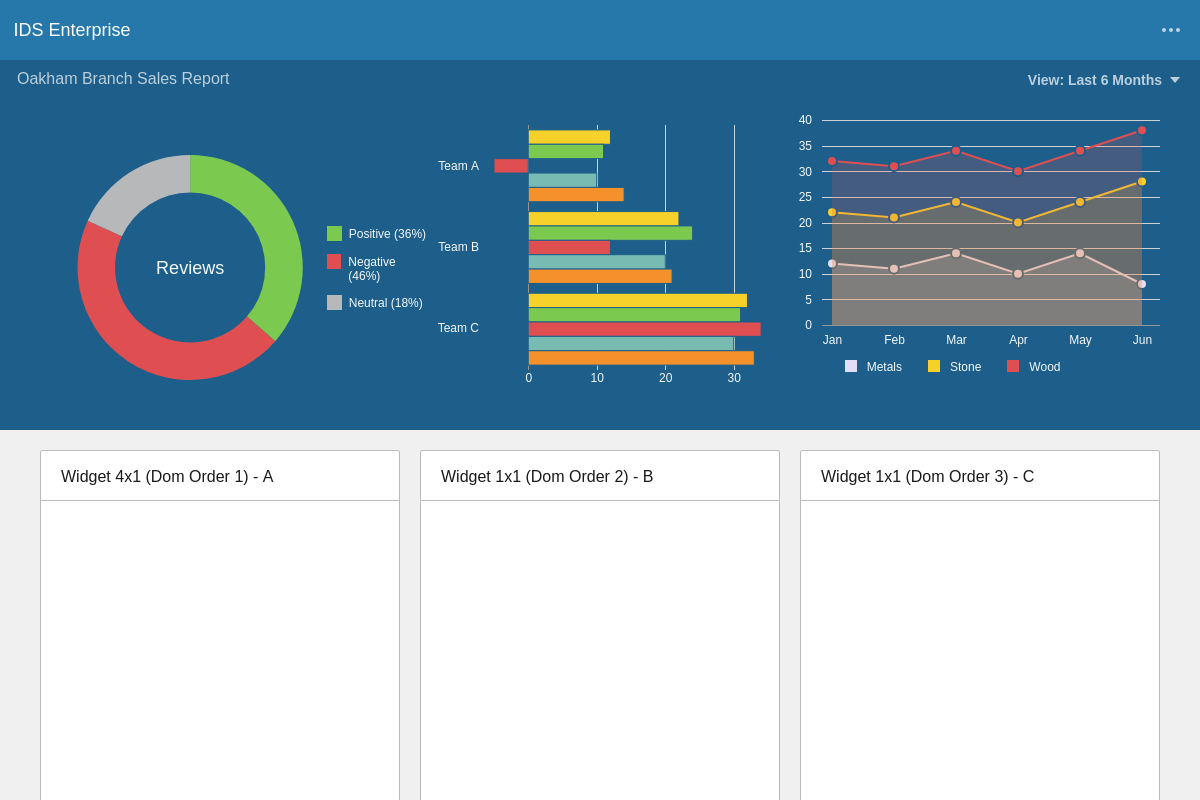 IDS Enterprise
Oakham Branch Sales Report
View: Last 6 Months
Reviews
Positive (36%)
Negative
(46%)
Neutral (18%)
Team A
Team B
Team C
0 10 20 30
40
35
30
25
20
15
10
5
0
Jan Feb Mar Apr May Jun
Metals Stone Wood
Widget 4x1 (Dom Order 1) - A
Widget 1x1 (Dom Order 2) - B
Widget 1x1 (Dom Order 3) - C